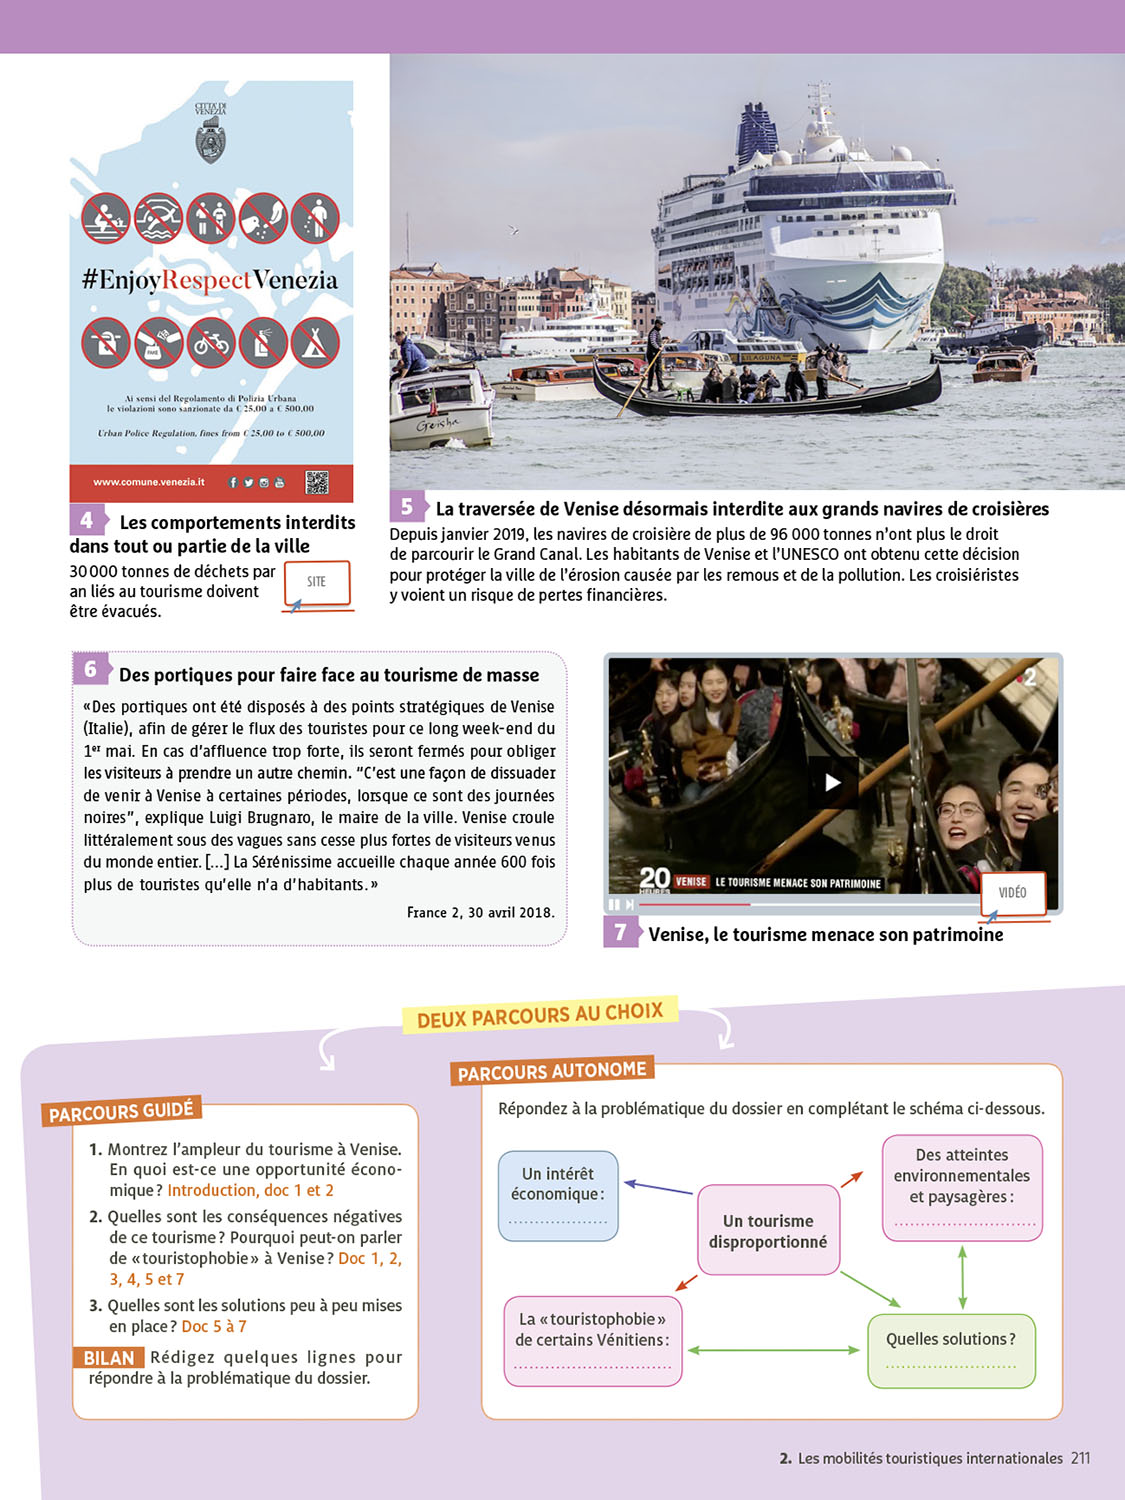 CITTÀ DI
VENEZIA
#EnjoyRespectVenezia
FAKE
Ai sensi del Regolamento di Polizia Urbana
le violazioni sono sanzionate da € 25,00 a € 500,00
Urban Police Regulation, fines from € 25,00 to € 500,00
www.comune.venezia.it
4 Les comportements interdits
dans tout ou partie de la ville
30 000 tonnes de déchets par
an liés au tourisme doivent
être évacués.
SITE
LILAGUNA
Geisha
5 La traversée de Venise désormais interdite aux grands navires de croisières
Depuis janvier 2019, les navires de croisière de plus de 96 000 tonnes n’ont plus le droit
de parcourir le Grand Canal. Les habitants de Venise et l’UNESCO ont obtenu cette décision
pour protéger la ville de l’érosion causée par les remous et de la pollution. Les croisiéristes
y voient un risque de pertes financières.
6 Des portiques pour faire face au tourisme de masse
«Des portiques ont été disposés à des points stratégiques de Venise
(Italie), afin de gérer le flux des touristes pour ce long week-end du
1er mai. En cas d’affluence trop forte, ils seront fermés pour obliger
les visiteurs à prendre un autre chemin. “C’est une façon de dissuader
de venir à Venise à certaines périodes, lorsque ce sont des journées
noires”, explique Luigi Brugnaro, le maire de la ville. Venise croule
littéralement sous des vagues sans cesse plus fortes de visiteurs venus
du monde entier. [...] La Sérénissime accueille chaque année 600 fois
plus de touristes qu’elle n’a d’habitants.»
France 2, 30 avril 2018.
2
20
HEURES
VENISE LE TOURISME MENACE SON PATRIMOINE
VIDÉO
7 Venise, le tourisme menace son patrimoine
DEUX PARCOURS AU CHOIX
PARCOURS GUIDÉ
1. Montrez l’ampleur du tourisme à Venise.
En quoi est-ce une opportunité écono-
mique? Introduction, doc 1 et 2
2. Quelles sont les conséquences négatives
de ce tourisme? Pourquoi peut-on parler
de «touristophobie» à Venise? Doc 1, 2,
3, 4, 5 et 7
3. Quelles sont les solutions peu à peu mises
en place? Doc 5 à 7
BILAN Rédigez quelques lignes pour
répondre à la problématique du dossier.
PARCOURS AUTONOME
Répondez à la problématique du dossier en complétant le schéma ci-dessous.
Un intérêt
économique:
....................
Un tourisme
disproportionné
Des atteintes
environnementales
et paysagères:
....................
La «touristophobie»
de certains Vénitiens:
....................
Quelles solutions?
....................
2. Les mobilités touristiques internationales 211